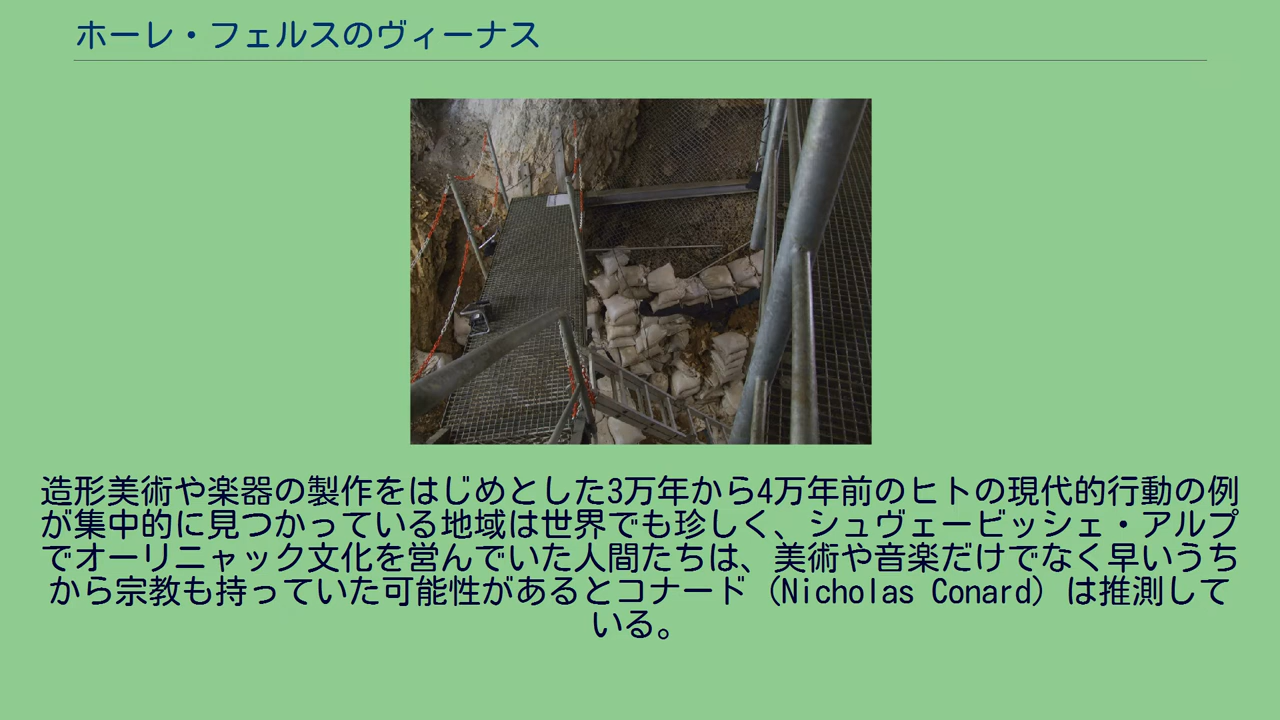 ホーレ・フェルスのヴィーナス
造形美術や楽器の製作をはじめとした3万年から4万年前のヒトの現代的行動の例
が集中的に見つかっている地域は世界でも珍しく、シュヴェービッシェ・アルプ
でオーリニャック文化を営んでいた人間たちは、美術や音楽だけでなく早いうち
から宗教も持っていた可能性があるとコナード（Nicholas Conard）は推測して
いる。